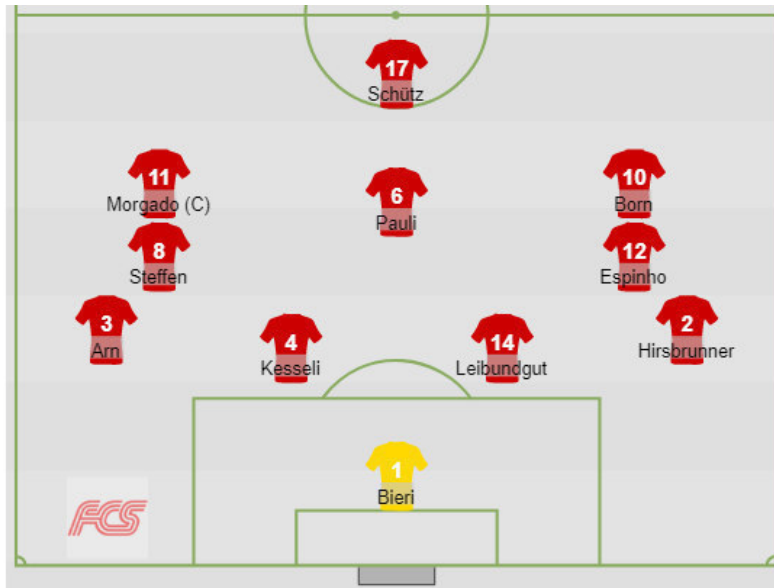 17
Schütz
11
Morgado (C)
6
Pauli
10
Born
8
Steffen
12
Espinho
3
Arn
4
Kesseli
14
Leibundgut
2
Hirsbrunner
1
Bieri
FCS